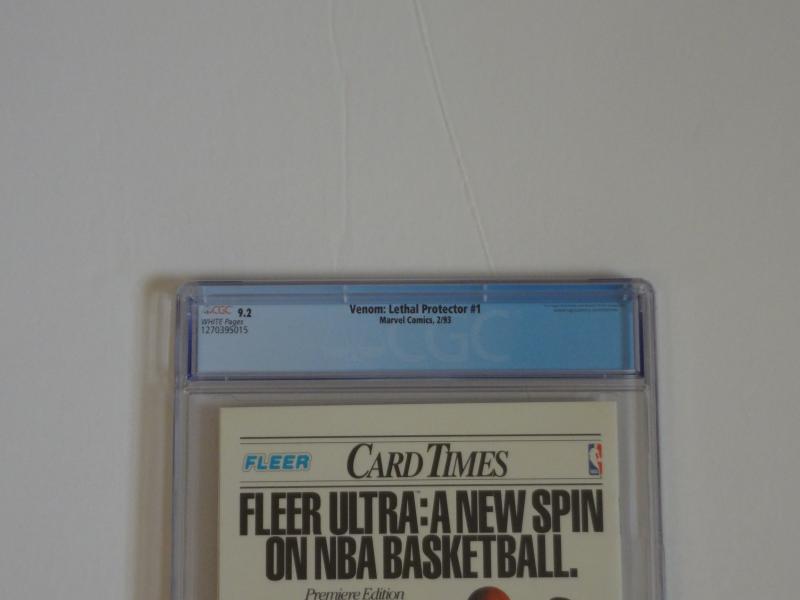 CGC 9.2
WHITE Pages
1270395015
Venom: Lethal Protector #1
Marvel Comics, 2/93
CGC
FLEER
CARD TIMES
FLEER ULTRA: A NEW SPIN
ON NBA BASKETBALL.
Premiere Edition